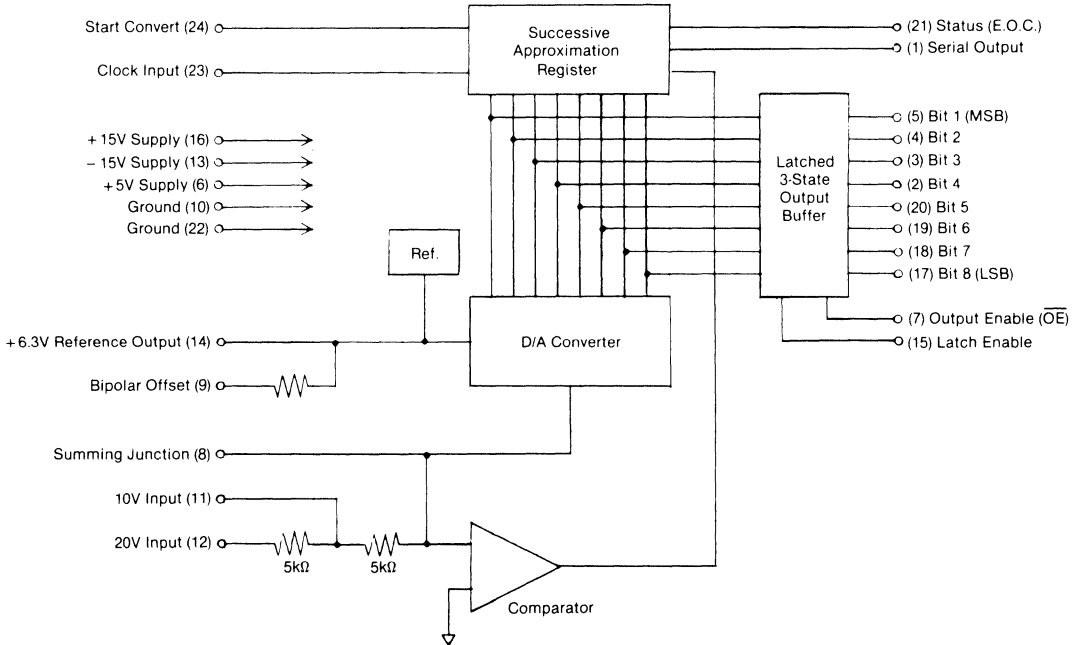 Start Convert (24)
Clock Input (23)
+15V Supply (16)
−15V Supply (13)
+5V Supply (6)
Ground (10)
Ground (22)
Successive
Approximation
Register
(21) Status (E.O.C.)
(1) Serial Output
Latched
3-State
Output
Buffer
(5) Bit 1 (MSB)
(4) Bit 2
(3) Bit 3
(2) Bit 4
(20) Bit 5
(19) Bit 6
(18) Bit 7
(17) Bit 8 (LSB)
(7) Output Enable (O̅E̅)
(15) Latch Enable
Ref.
+6.3V Reference Output (14)
D/A Converter
Bipolar Offset (9)
Summing Junction (8)
10V Input (11)
20V Input (12)
5kΩ
5kΩ
Comparator